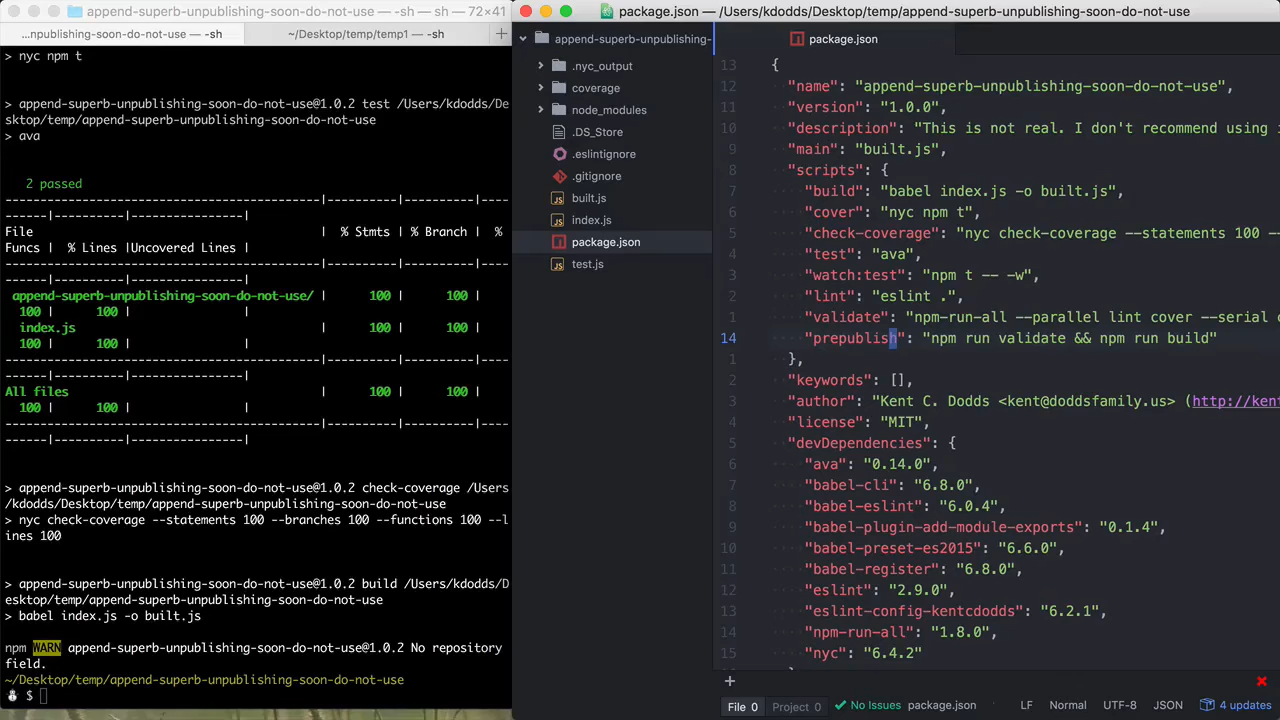 ...npublishing-soon-do-not-use — -sh — sh — 72×41
...npublishing-soon-do-not-use — -sh
~/Desktop/temp/temp1 — -sh
> nyc npm t
> append-superb-unpublishing-soon-do-not-use@1.0.2 test /Users/kdodds/De
sktop/temp/append-superb-unpublishing-soon-do-not-use
> ava
2 passed
File | % Stmts | % Branch | %
Funcs | % Lines |Uncovered Lines |
append-superb-unpublishing-soon-do-not-use/ | 100 | 100 |
100 | 100 | |
index.js | 100 | 100 |
100 | 100 | |
All files | 100 | 100 |
100 | 100 | |
> append-superb-unpublishing-soon-do-not-use@1.0.2 check-coverage /Users
/kdodds/Desktop/temp/append-superb-unpublishing-soon-do-not-use
> nyc check-coverage --statements 100 --branches 100 --functions 100 --l
ines 100
> append-superb-unpublishing-soon-do-not-use@1.0.2 build /Users/kdodds/D
esktop/temp/append-superb-unpublishing-soon-do-not-use
> babel index.js -o built.js
npm WARN append-superb-unpublishing-soon-do-not-use@1.0.2 No repository
field.
~/Desktop/temp/append-superb-unpublishing-soon-do-not-use
$
package.json — /Users/kdodds/Desktop/temp/append-superb-unpublishing-soon-do-not-use
append-superb-unpublishing-
.nyc_output
coverage
node_modules
.DS_Store
.eslintignore
.gitignore
built.js
index.js
package.json
test.js
package.json
13 {
12 "name": "append-superb-unpublishing-soon-do-not-use",
11 "version": "1.0.0",
10 "description": "This is not real. I don't recommend using i
9 "main": "built.js",
8 "scripts": {
7 "build": "babel index.js -o built.js",
6 "cover": "nyc npm t",
5 "check-coverage": "nyc check-coverage --statements 100 --
4 "test": "ava",
3 "watch:test": "npm t -- -w",
2 "lint": "eslint .",
1 "validate": "npm-run-all --parallel lint cover --serial c
14 "prepublish": "npm run validate && npm run build"
1 },
2 "keywords": [],
3 "author": "Kent C. Dodds <kent@doddsfamily.us> (http://kent
4 "license": "MIT",
5 "devDependencies": {
6 "ava": "0.14.0",
7 "babel-cli": "6.8.0",
8 "babel-eslint": "6.0.4",
9 "babel-plugin-add-module-exports": "0.1.4",
10 "babel-preset-es2015": "6.6.0",
11 "babel-register": "6.8.0",
12 "eslint": "2.9.0",
13 "eslint-config-kentcdodds": "6.2.1",
14 "npm-run-all": "1.8.0",
15 "nyc": "6.4.2"
+
File 0 Project 0 No Issues package.json LF Normal UTF-8 JSON 4 updates